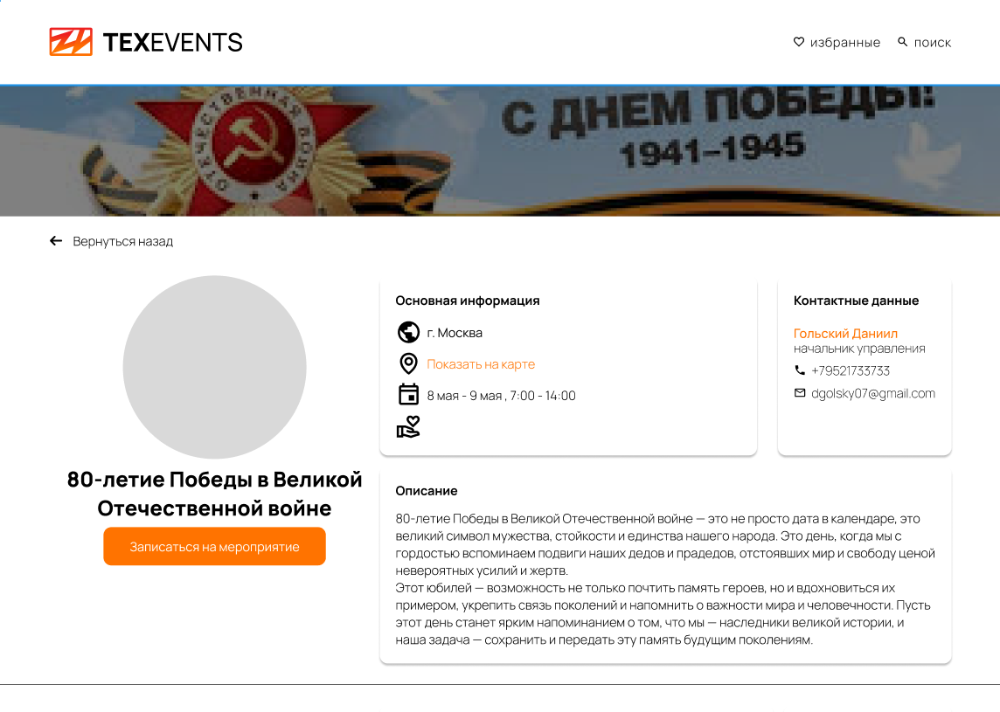 TEXEVENTS
избранные поиск
ОТЕЧЕСТВЕННАЯ ВОЙНА
С ДНЕМ ПОБЕДЫ!
1941–1945
Вернуться назад
80-летие Победы в Великой
Отечественной войне
Записаться на мероприятие
Основная информация
г. Москва
Показать на карте
8 мая - 9 мая , 7:00 - 14:00
Контактные данные
Гольский Даниил
начальник управления
+79521733733
dgolsky07@gmail.com
Описание
80-летие Победы в Великой Отечественной войне — это не просто дата в календаре, это
великий символ мужества, стойкости и единства нашего народа. Это день, когда мы с
гордостью вспоминаем подвиги наших дедов и прадедов, отстоявших мир и свободу ценой
невероятных усилий и жертв.
Этот юбилей — возможность не только почтить память героев, но и вдохновиться их
примером, укрепить связь поколений и напомнить о важности мира и человечности. Пусть
этот день станет ярким напоминанием о том, что мы — наследники великой истории, и
наша задача — сохранить и передать эту память будущим поколениям.